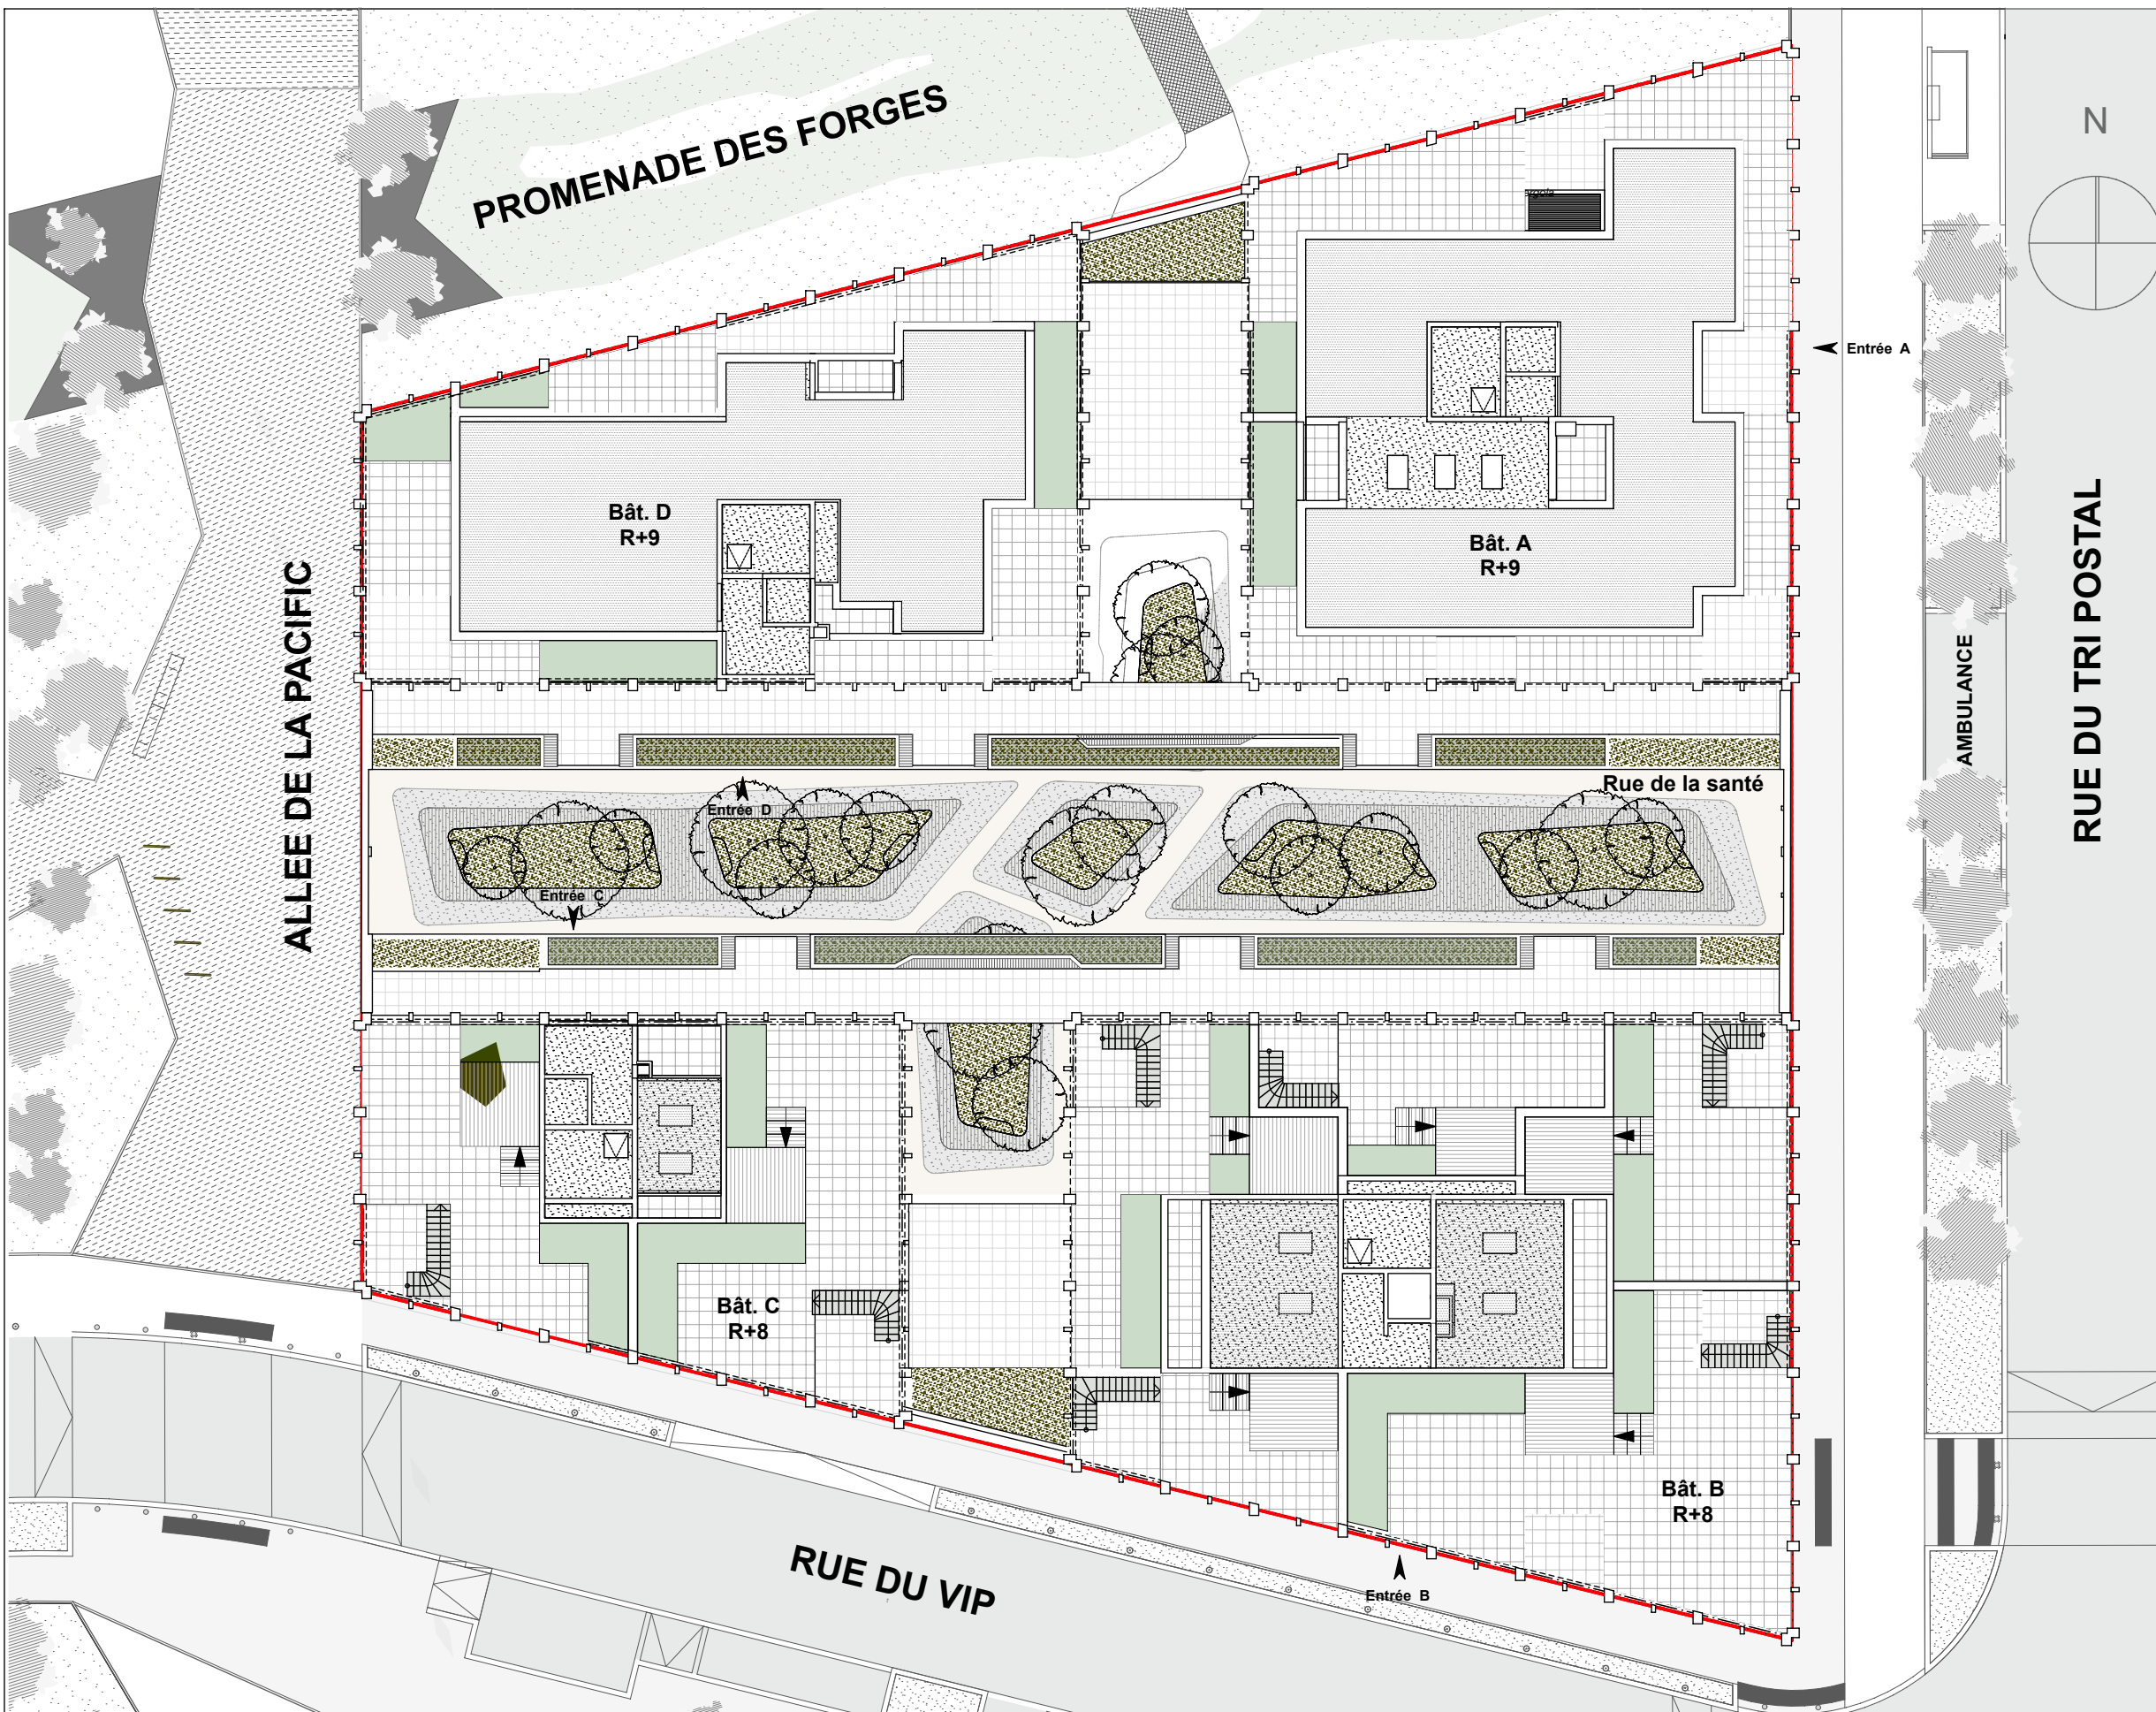 PROMENADE DES FORGES
N
rgola
Entrée A
Bât. D
R+9
Bât. A
R+9
ALLEE DE LA PACIFIC
RUE DU TRI POSTAL
AMBULANCE
Rue de la santé
Entrée D
Entrée C
Bât. C
R+8
Bât. B
R+8
RUE DU VIP
Entrée B